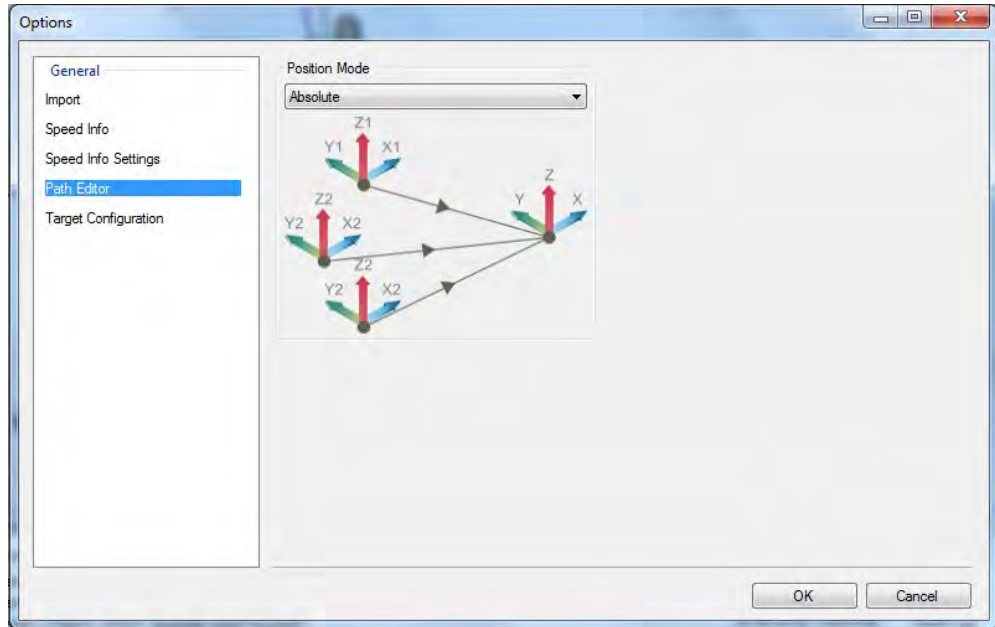 Options
General
Import
Speed Info
Speed Info Settings
Path Editor
Target Configuration
Position Mode
Absolute
Z1
Y1 X1
Z
Y X
Z2
Y2 X2
Z2
Y2 X2
OK Cancel